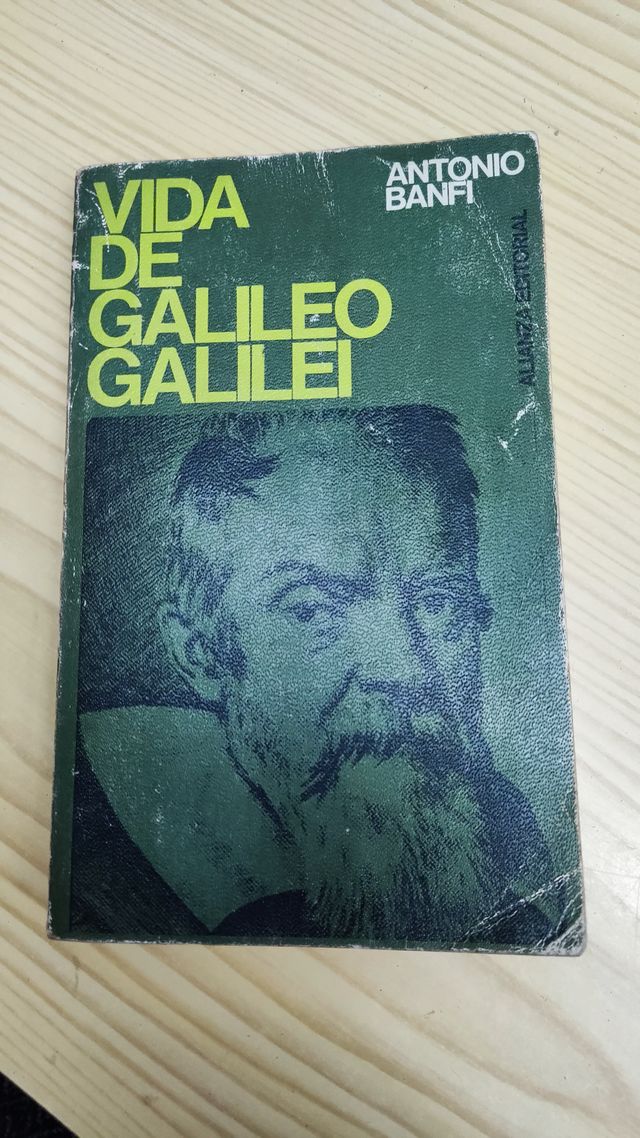 VIDA
DE
GALILEO
GALILEI
ANTONIO
BANFI
ALIANZA EDITORIAL